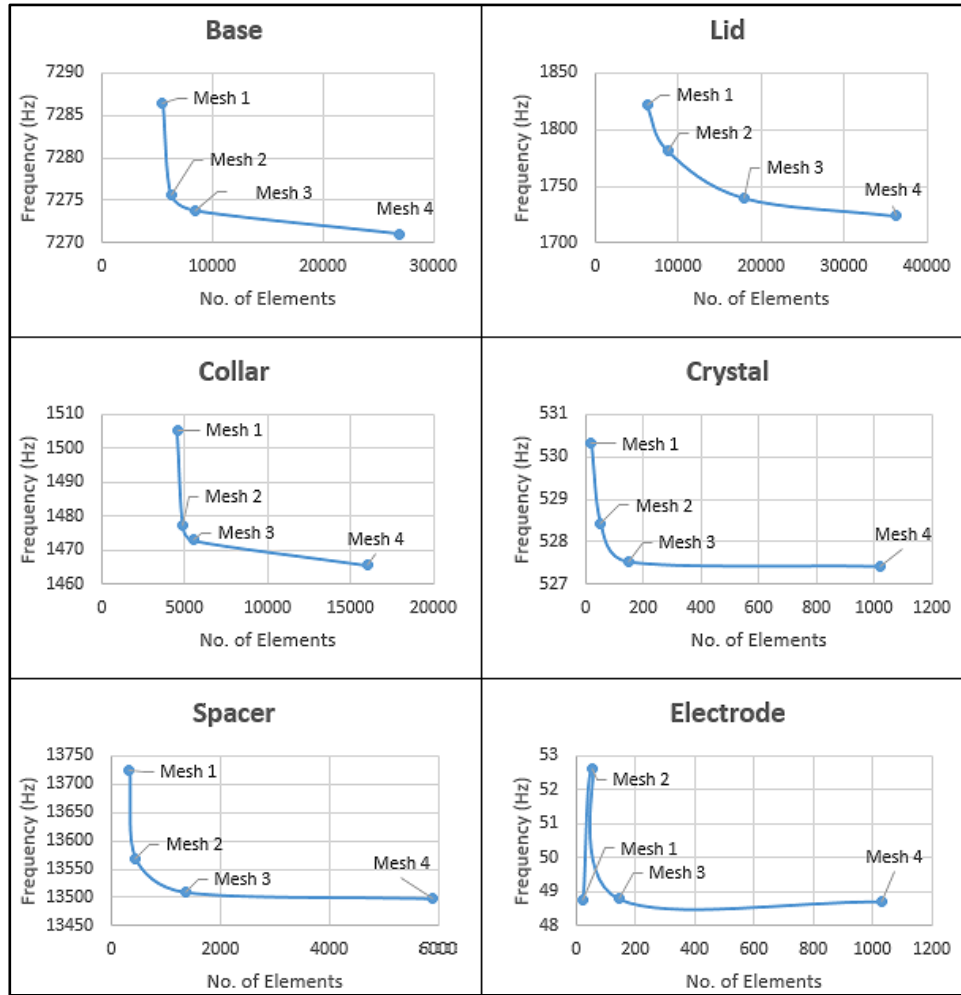 Base
7290
7285
7280
7275
7270
Frequency (Hz)
Mesh 1
Mesh 2
Mesh 3
Mesh 4
0 10000 20000 30000
No. of Elements
Lid
1850
1800
1750
1700
Frequency (Hz)
Mesh 1
Mesh 2
Mesh 3
Mesh 4
0 10000 20000 30000 40000
No. of Elements
Collar
1510
1500
1490
1480
1470
1460
Frequency (Hz)
Mesh 1
Mesh 2
Mesh 3
Mesh 4
0 5000 10000 15000 20000
No. of Elements
Crystal
531
530
529
528
527
Frequency (Hz)
Mesh 1
Mesh 2
Mesh 3
Mesh 4
0 200 400 600 800 1000 1200
No. of Elements
Spacer
13750
13700
13650
13600
13550
13500
13450
Frequency (Hz)
Mesh 1
Mesh 2
Mesh 3
Mesh 4
0 2000 4000 6000
No. of Elements
Electrode
53
52
51
50
49
48
Frequency (Hz)
Mesh 2
Mesh 1
Mesh 3
Mesh 4
0 200 400 600 800 1000 1200
No. of Elements